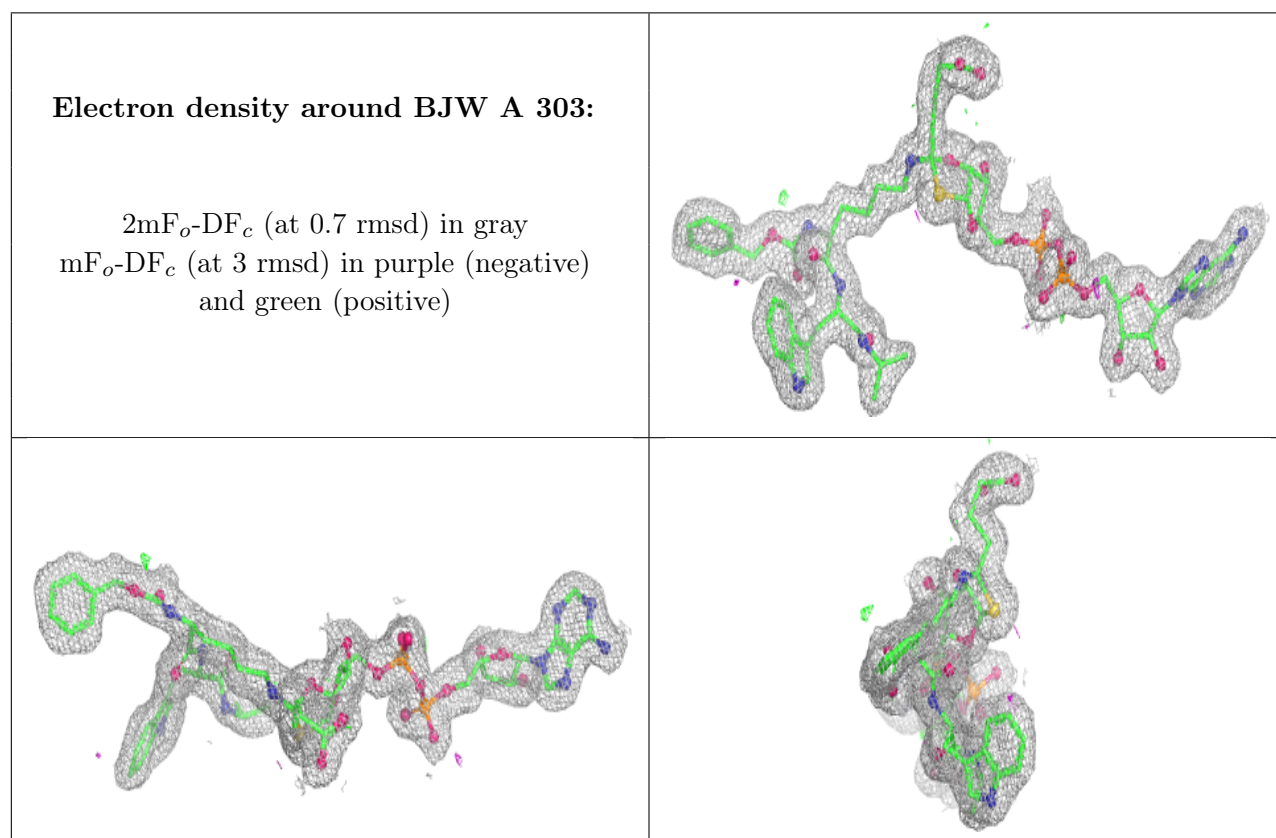 Electron density around BJW A 303:
2mFₒ-DF𝒸 (at 0.7 rmsd) in gray
mFₒ-DF𝒸 (at 3 rmsd) in purple (negative)
and green (positive)